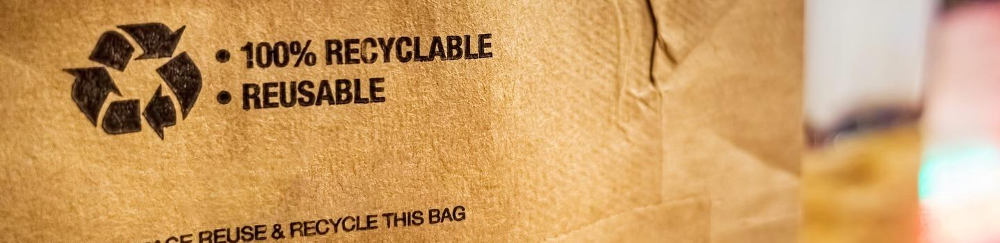 • 100% RECYCLABLE
• REUSABLE
REUSE & RECYCLE THIS BAG